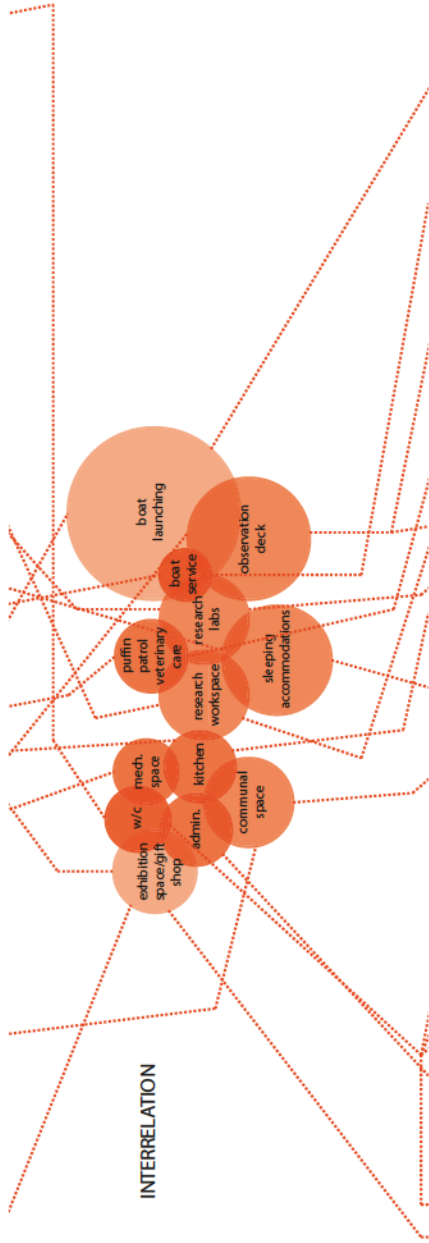 INTERRELATION
exhibition
space/gift
shop
w/c
mech.
space
admin.
kitchen
communal
space
puffin
patrol
veterinary
care
research
workspace
research
labs
sleeping
accommodations
boat
service
boat
launching
observation
deck